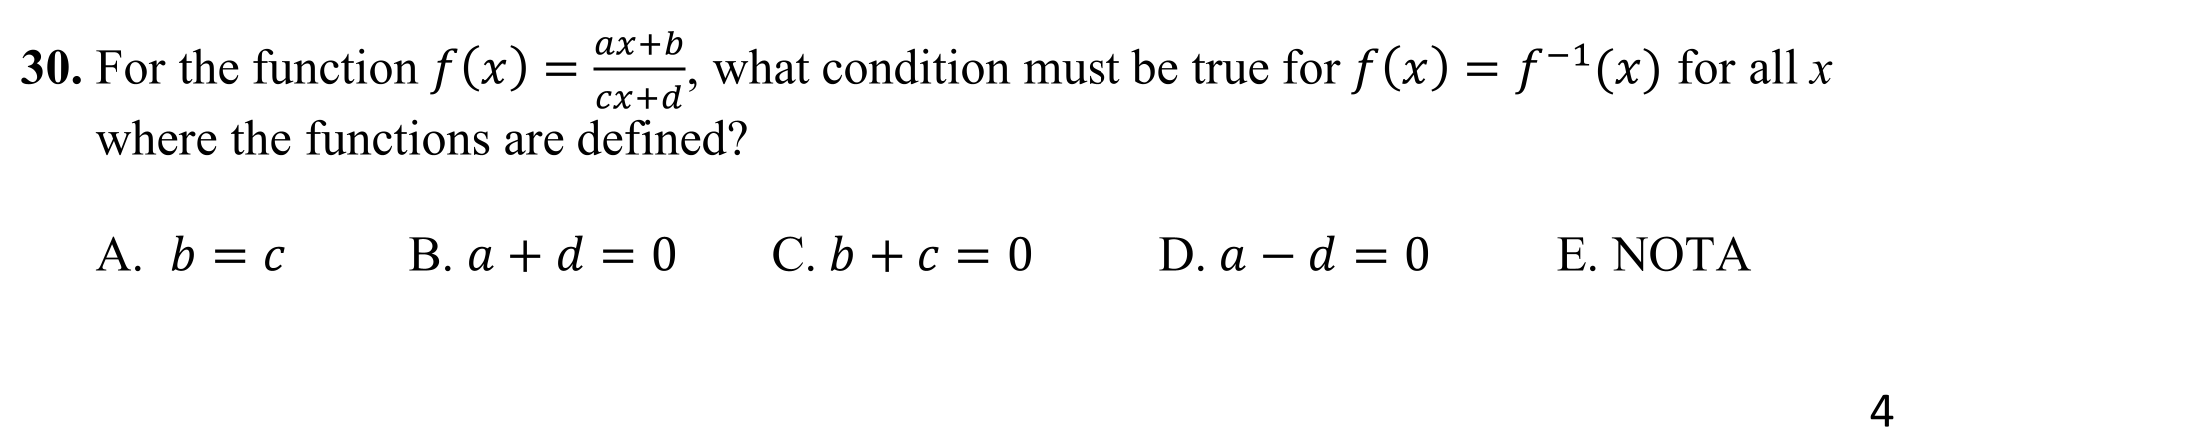 30. For the function f(x) = \frac{ax+b}{cx+d}, what condition must be true for f(x) = f^{-1}(x) for all x
where the functions are defined?
A. b = c B. a + d = 0 C. b + c = 0 D. a − d = 0 E. NOTA
4